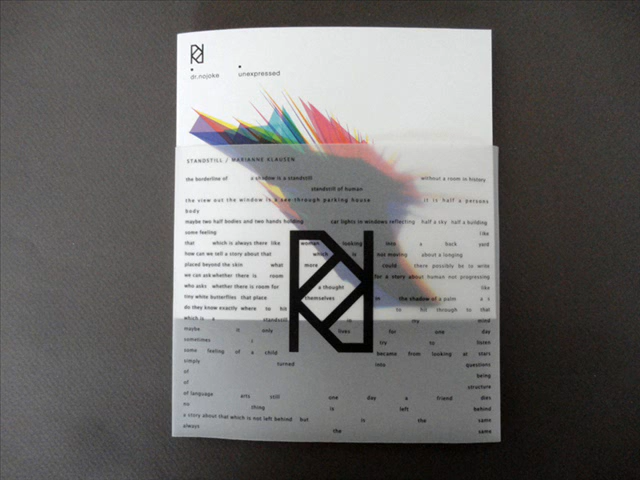 dr.nojoke unexpressed
STANDSTILL / MARIANNE KLAUSEN
the borderline of a shadow is a standstill without a room in history
standstill of human
the view out the window is a see-through parking house it is half a persons
body
maybe two half bodies and two hands holding car lights in windows reflecting half a sky half a building
some feeling like
that which is always there like woman looking into a back yard
how can we tell a story about that which is not moving about a longing
placed beyond the skin what more could there possibly be to write
we can ask whether there is room for a story about human not progressing
who asks whether there is room for a thought like
tiny white butterflies that place themselves the shadow of a palm
do they know exactly where to hit to hit through to that
which is a standstill in my mind
maybe it only lives for one day
sometimes i try to listen
same feeling of a child became from looking at stars
simply turned into questions
of being
of structure
of language arts still one day a friend dies
no thing is left behind
a story about that which is not left behind but is the same
always the same